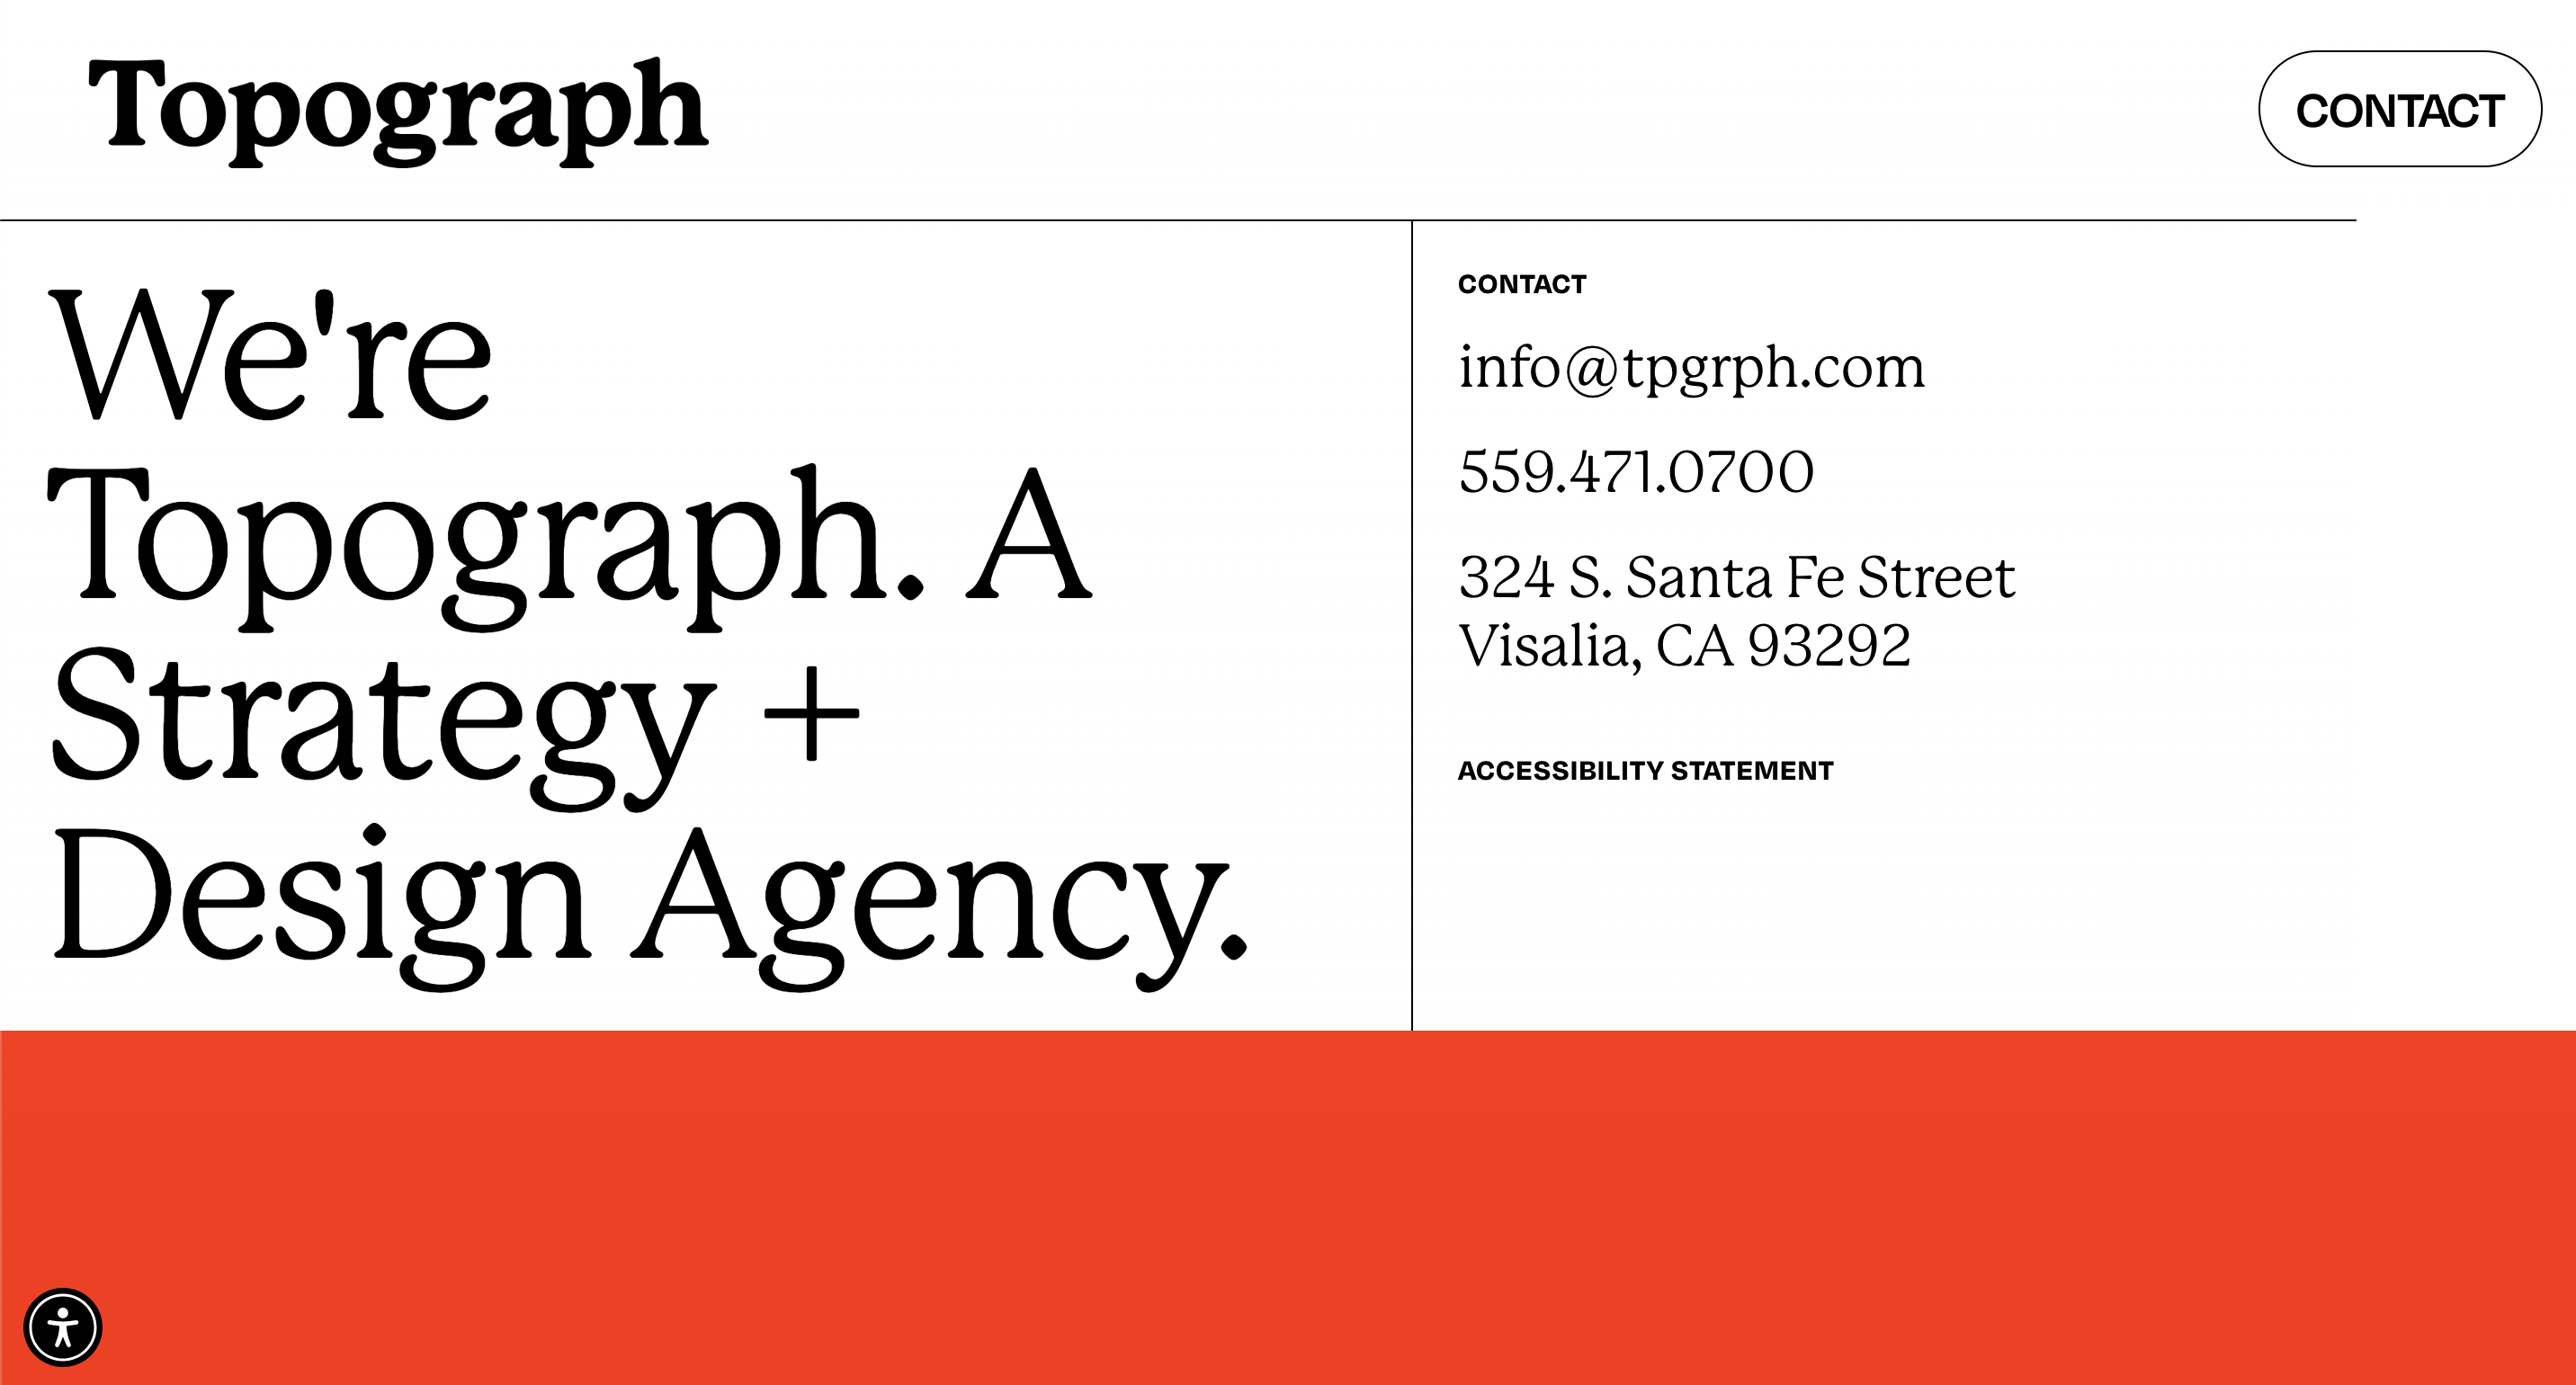 Topograph
CONTACT
We're
Topograph. A
Strategy +
Design Agency.
CONTACT
info@tpgrph.com
559.471.0700
324 S. Santa Fe Street
Visalia, CA 93292
ACCESSIBILITY STATEMENT